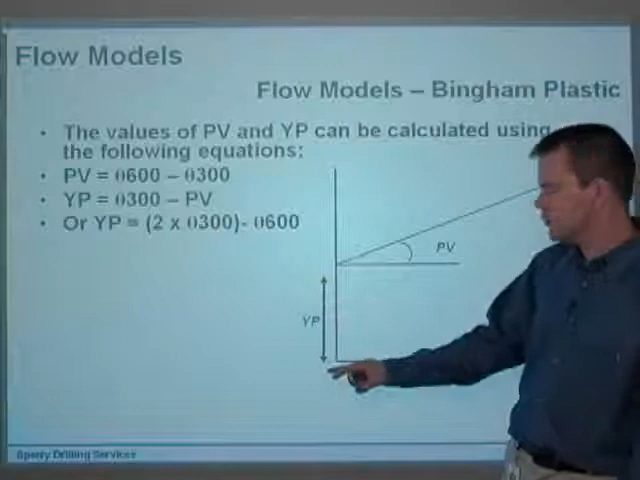 Flow Models
Flow Models – Bingham Plastic
• The values of PV and YP can be calculated using
the following equations:
• PV = θ600 – θ300
• YP = θ300 – PV
• Or YP = (2 x θ300)- θ600
PV
YP
Sperry Drilling Services